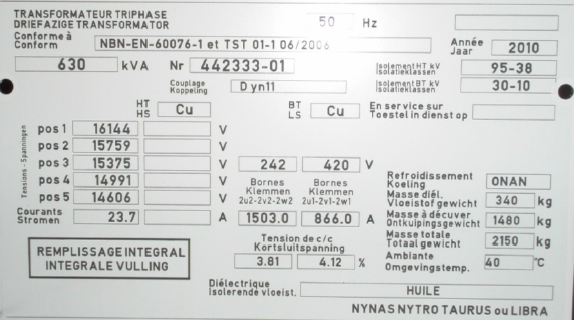 TRANSFORMATEUR TRIPHASE
DRIEFAZIGE TRANSFORMATOR
50 Hz
Conforme à
Conform
NBN-EN-60076-1 et TST 01-1 06/2006
Année
Jaar
2010
630 kVA Nr 442333-01
Isolement HT kV
Isolatieklassen
95-38
Couplage
Koppeling
Dyn11
Isolement BT kV
Isolatieklassen
30-10
HT
HS
Cu
BT
LS
Cu
En service sur
Toestel in dienst op
Tensions - Spanningen
pos 1 16144 V
pos 2 15759 V
pos 3 15375 V 242 420 V
pos 4 14991 V
pos 5 14606 V
Bornes
Klemmen
2u2-2v2-2w2
Bornes
Klemmen
2u1-2v1-2w1
Courants
Stromen
23.7 A 1503.0 866.0 A
Refroidissement
Koeling
ONAN
Masse diél.
Vloeistof gewicht
340 kg
Masse à décuver
Ontkuipingsgewicht
1480 kg
Masse totale
Totaal gewicht
2150 kg
Ambiante
Omgevingstemp.
40 °C
REMPLISSAGE INTEGRAL
INTEGRALE VULLING
Tension de c/c
Kortsluitspanning
3.81 4.12 %
Diélectrique
Isolerende vloeist.
HUILE
NYNAS NYTRO TAURUS ou LIBRA